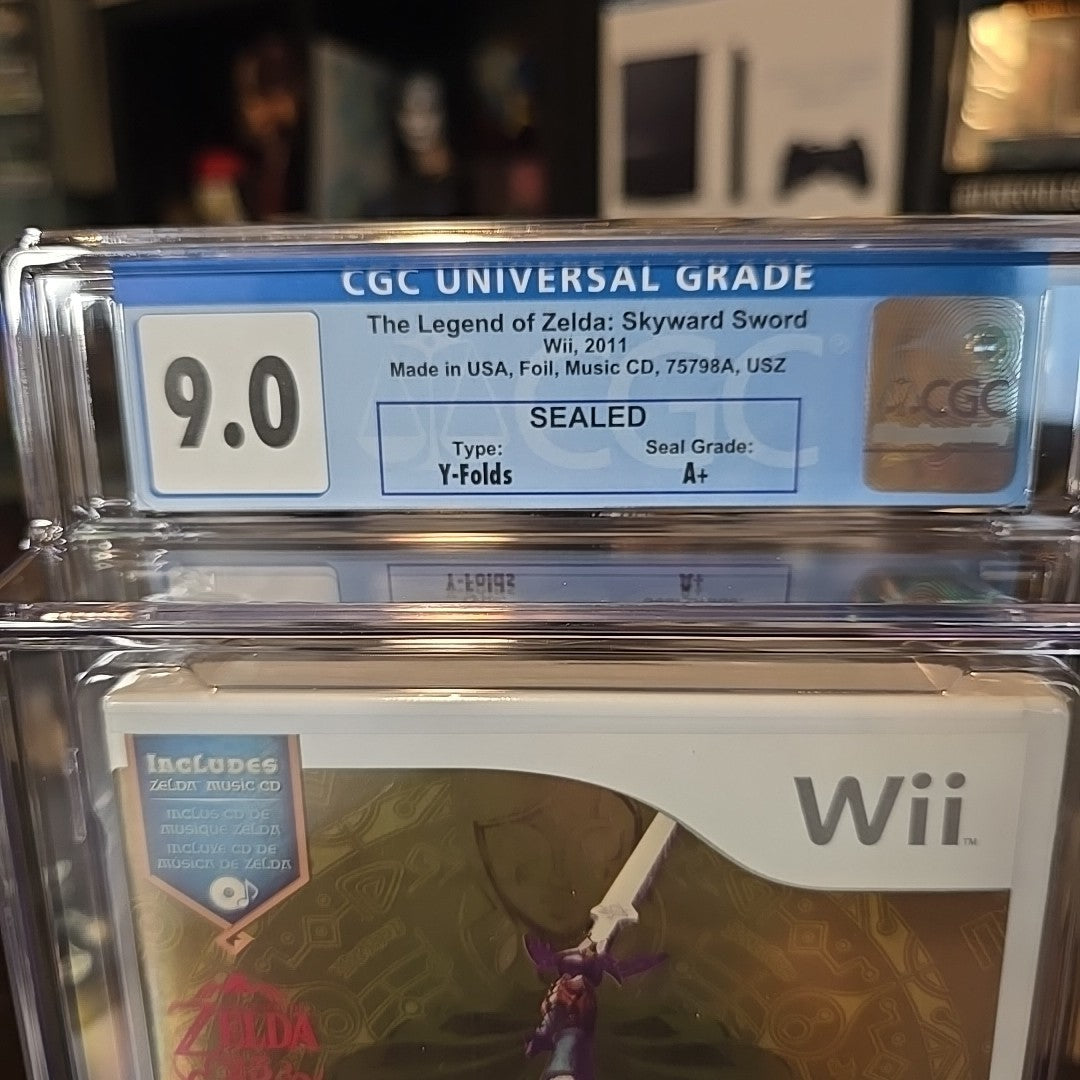 CGC UNIVERSAL GRADE
9.0
The Legend of Zelda: Skyward Sword
Wii, 2011
Made in USA, Foil, Music CD, 75798A, USZ
SEALED
Type: Seal Grade:
Y-Folds A+
CGC
INCLUDES
ZELDA MUSIC CD
INCLUS CD DE
MUSIQUE ZELDA
INCLUYE CD DE
MÚSICA DE ZELDA
Wii™
ZELDA